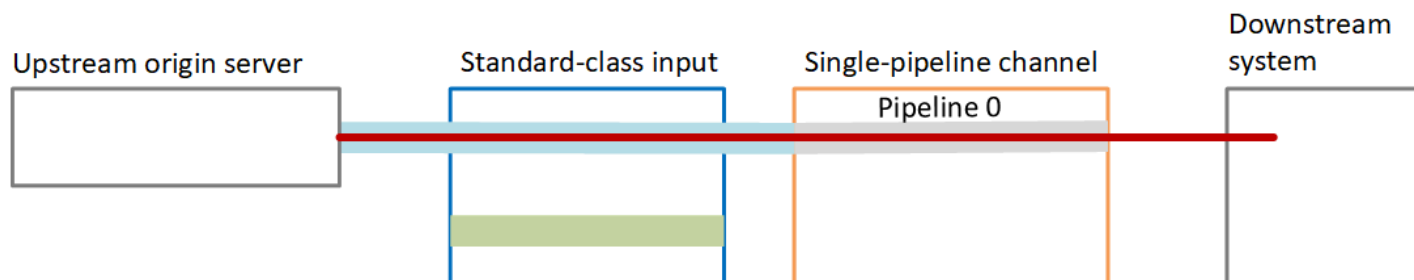 Upstream origin server
Standard-class input
Single-pipeline channel
Downstream
system
Pipeline 0